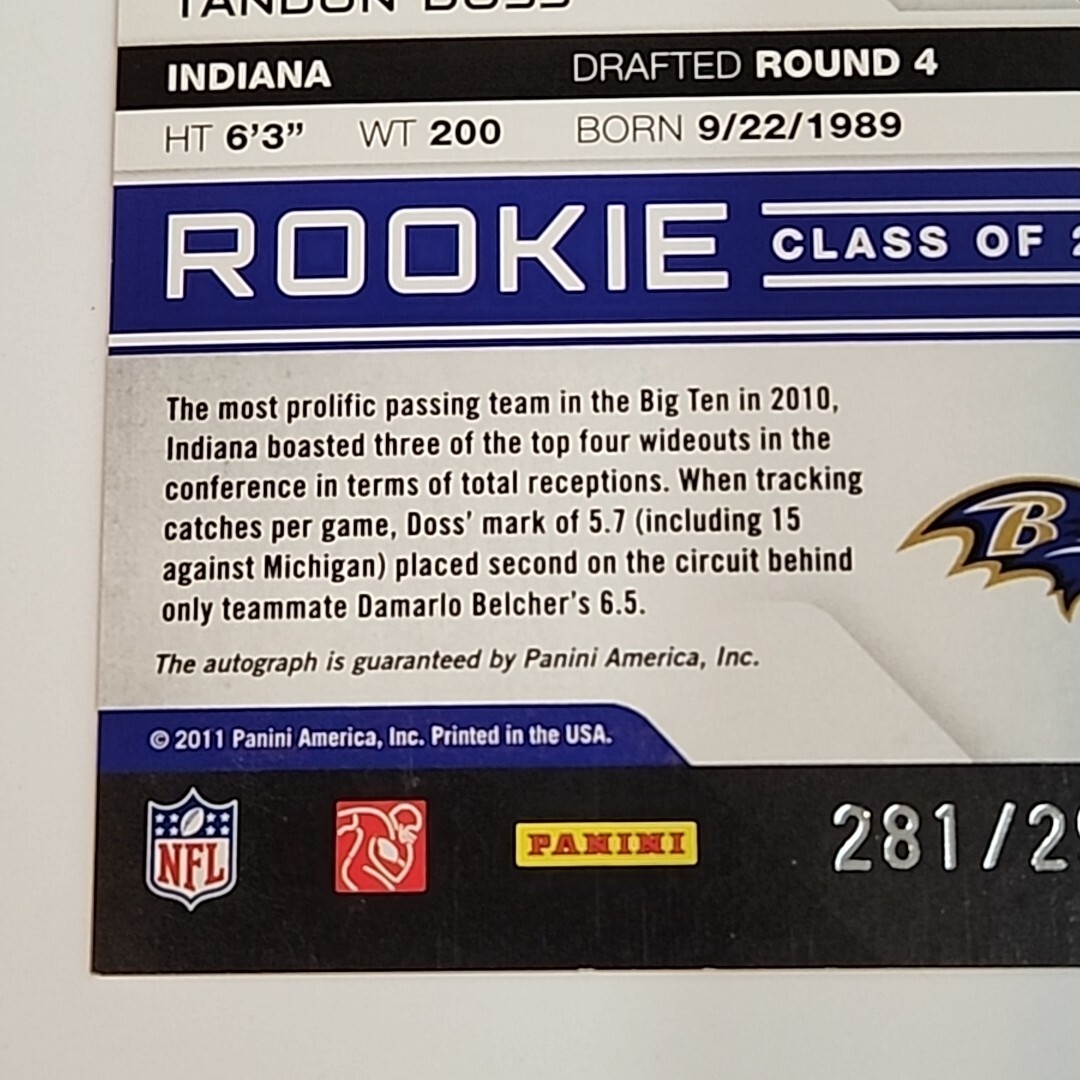 TANDON DOSS
INDIANA DRAFTED ROUND 4
HT 6'3" WT 200 BORN 9/22/1989
ROOKIE CLASS OF 2
The most prolific passing team in the Big Ten in 2010,
Indiana boasted three of the top four wideouts in the
conference in terms of total receptions. When tracking
catches per game, Doss' mark of 5.7 (including 15
against Michigan) placed second on the circuit behind
only teammate Damarlo Belcher's 6.5.
The autograph is guaranteed by Panini America, Inc.
© 2011 Panini America, Inc. Printed in the USA.
B
NFL PANINI 281/29